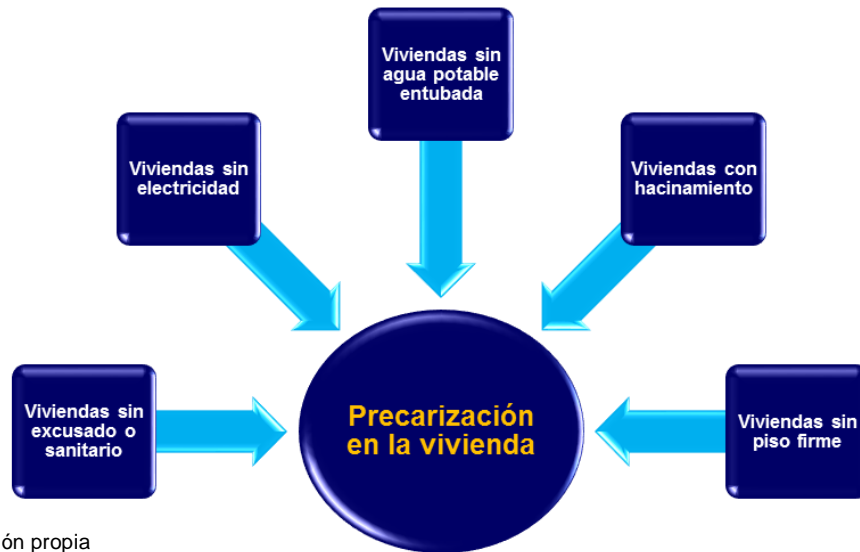 Viviendas sin
agua potable
entubada
Viviendas sin
electricidad
Viviendas con
hacinamiento
Viviendas sin
excusado o
sanitario
Precarización
en la vivienda
Viviendas sin
piso firme
ón propia